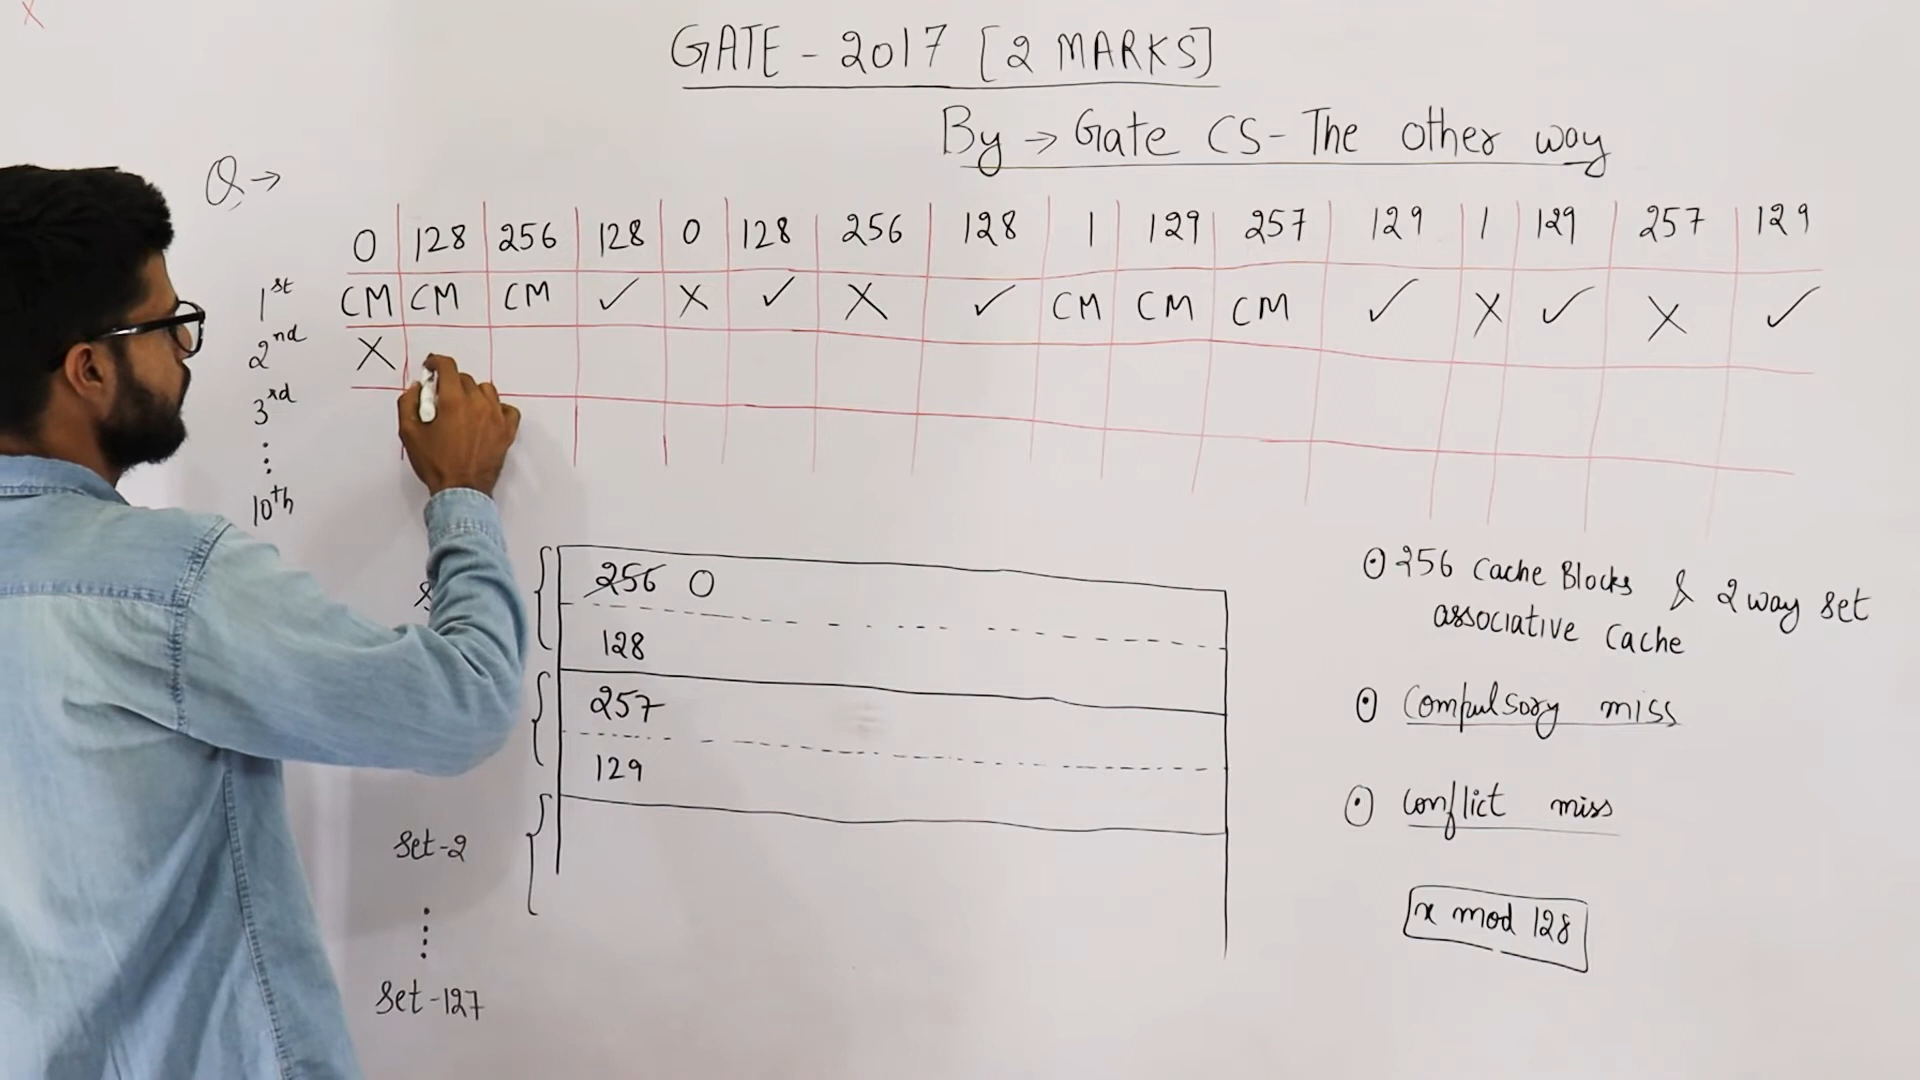 GATE - 2017 [2 MARKS]
By → Gate CS - The other way
Q →
0 128 256 128 0 128 256 128 1 129 257 129 1 129 257 129
1st CM CM CM ✓ X ✓ X ✓ CM CM CM ✓ X ✓ X ✓
2nd X
3rd
⋮
10th
256 0
128
257
129
Set-2
⋮
Set-127
⊙ 256 Cache Blocks & 2 way set
associative Cache
⊙ Compulsory miss
⊙ Conflict miss
x mod 128